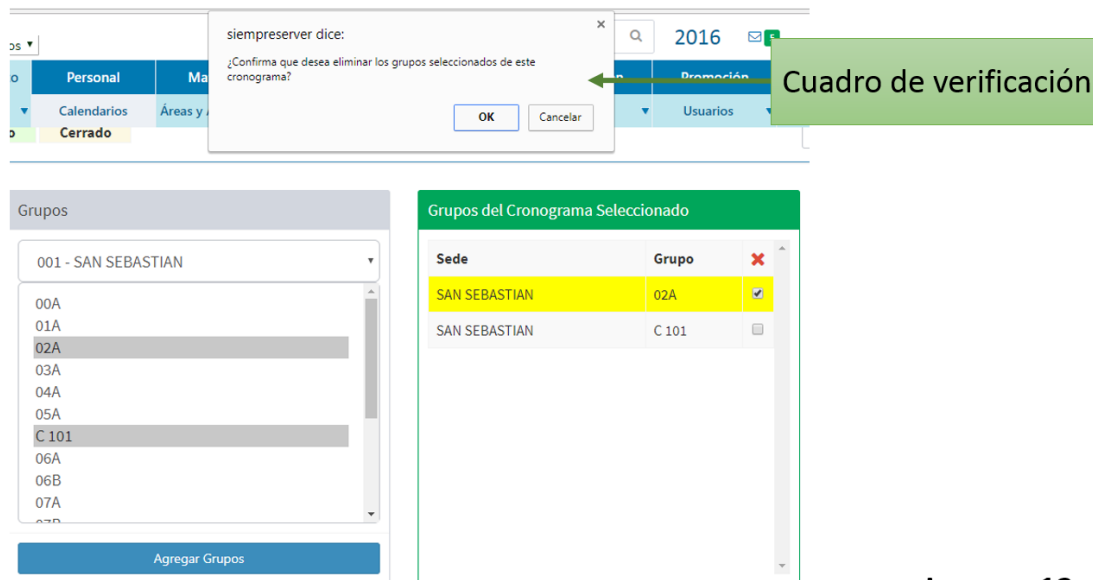 siempreserver dice:
¿Confirma que desea eliminar los grupos seleccionados de este
cronograma?
OK Cancelar
2016
Cuadro de verificación
Personal Promoción
Calendarios Áreas y Usuarios
Cerrado
Grupos
001 - SAN SEBASTIAN
00A
01A
02A
03A
04A
05A
C 101
06A
06B
07A
Agregar Grupos
Grupos del Cronograma Seleccionado
Sede Grupo
SAN SEBASTIAN 02A
SAN SEBASTIAN C 101